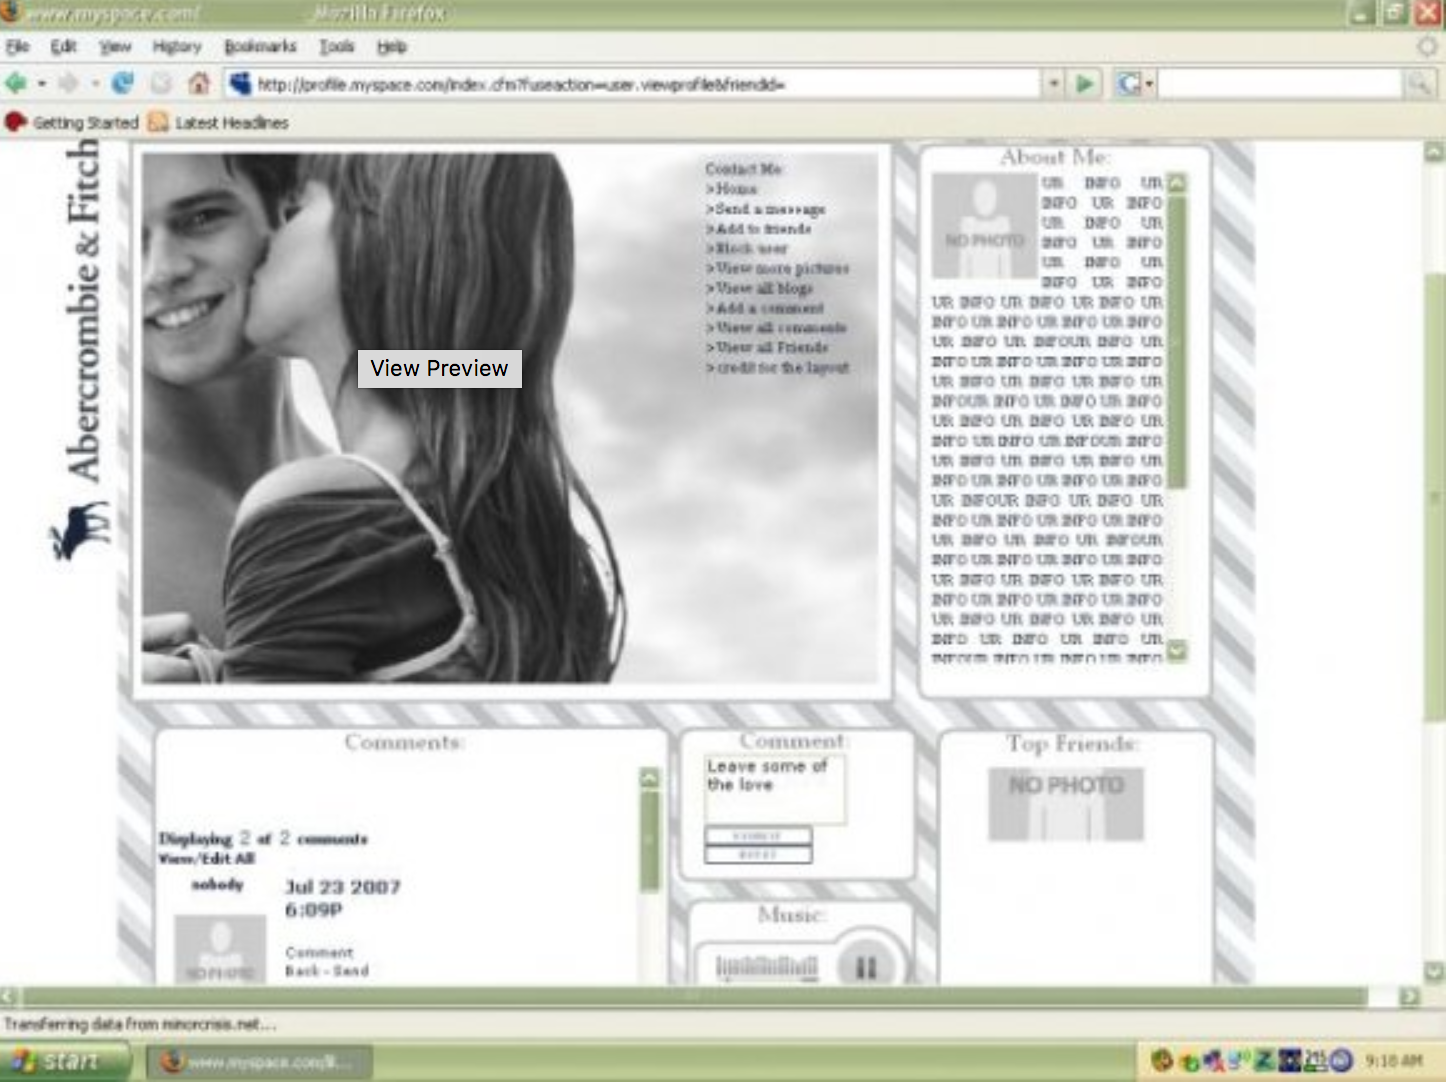 www.myspace.com/ - Mozilla Firefox
File Edit View History Bookmarks Tools Help
http://profile.myspace.com/index.cfm?fuseaction=user.viewprofile&friendid=
Getting Started Latest Headlines
Abercrombie & Fitch
Contact Me:
>Home
>Send a message
>Add to friends
>Block user
>View more pictures
>View all blogs
>Add a comment
>View all comments
>View all Friends
>credit for the layout
View Preview
About Me:
NO PHOTO
UR INFO UR
INFO UR INFO
UR INFO UR
INFO UR INFO
UR INFO UR
INFO UR INFO
UR INFO UR INFO UR INFO UR
INFO UR INFO UR INFO UR INFO
UR INFO UR INFOUR INFO UR
INFO UR INFO UR INFO UR INFO
UR INFO UR INFO UR INFO UR
INFOUR INFO UR INFO UR INFO
UR INFO UR INFO UR INFO UR
INFO UR INFO UR INFOUR INFO
UR INFO UR INFO UR INFO UR
INFO UR INFO UR INFO UR INFO
UR INFOUR INFO UR INFO UR
INFO UR INFO UR INFO UR INFO
UR INFO UR INFO UR INFOUR
INFO UR INFO UR INFO UR INFO
UR INFO UR INFO UR INFO UR
INFO UR INFO UR INFO UR INFO
UR INFO UR INFO UR INFO UR
INFO UR INFO UR INFO UR
INFOUR INFO UR INFO UR INFO
Comments:
Displaying 2 of 2 comments
View/Edit All
nobody
Jul 23 2007
6:09P
NO PHOTO
Comment
Back - Send
Comment:
Leave some of
the love
Music:
Top Friends:
NO PHOTO
Transferring data from minorcrisis.net...
start
www.myspace.com/
9:18 AM